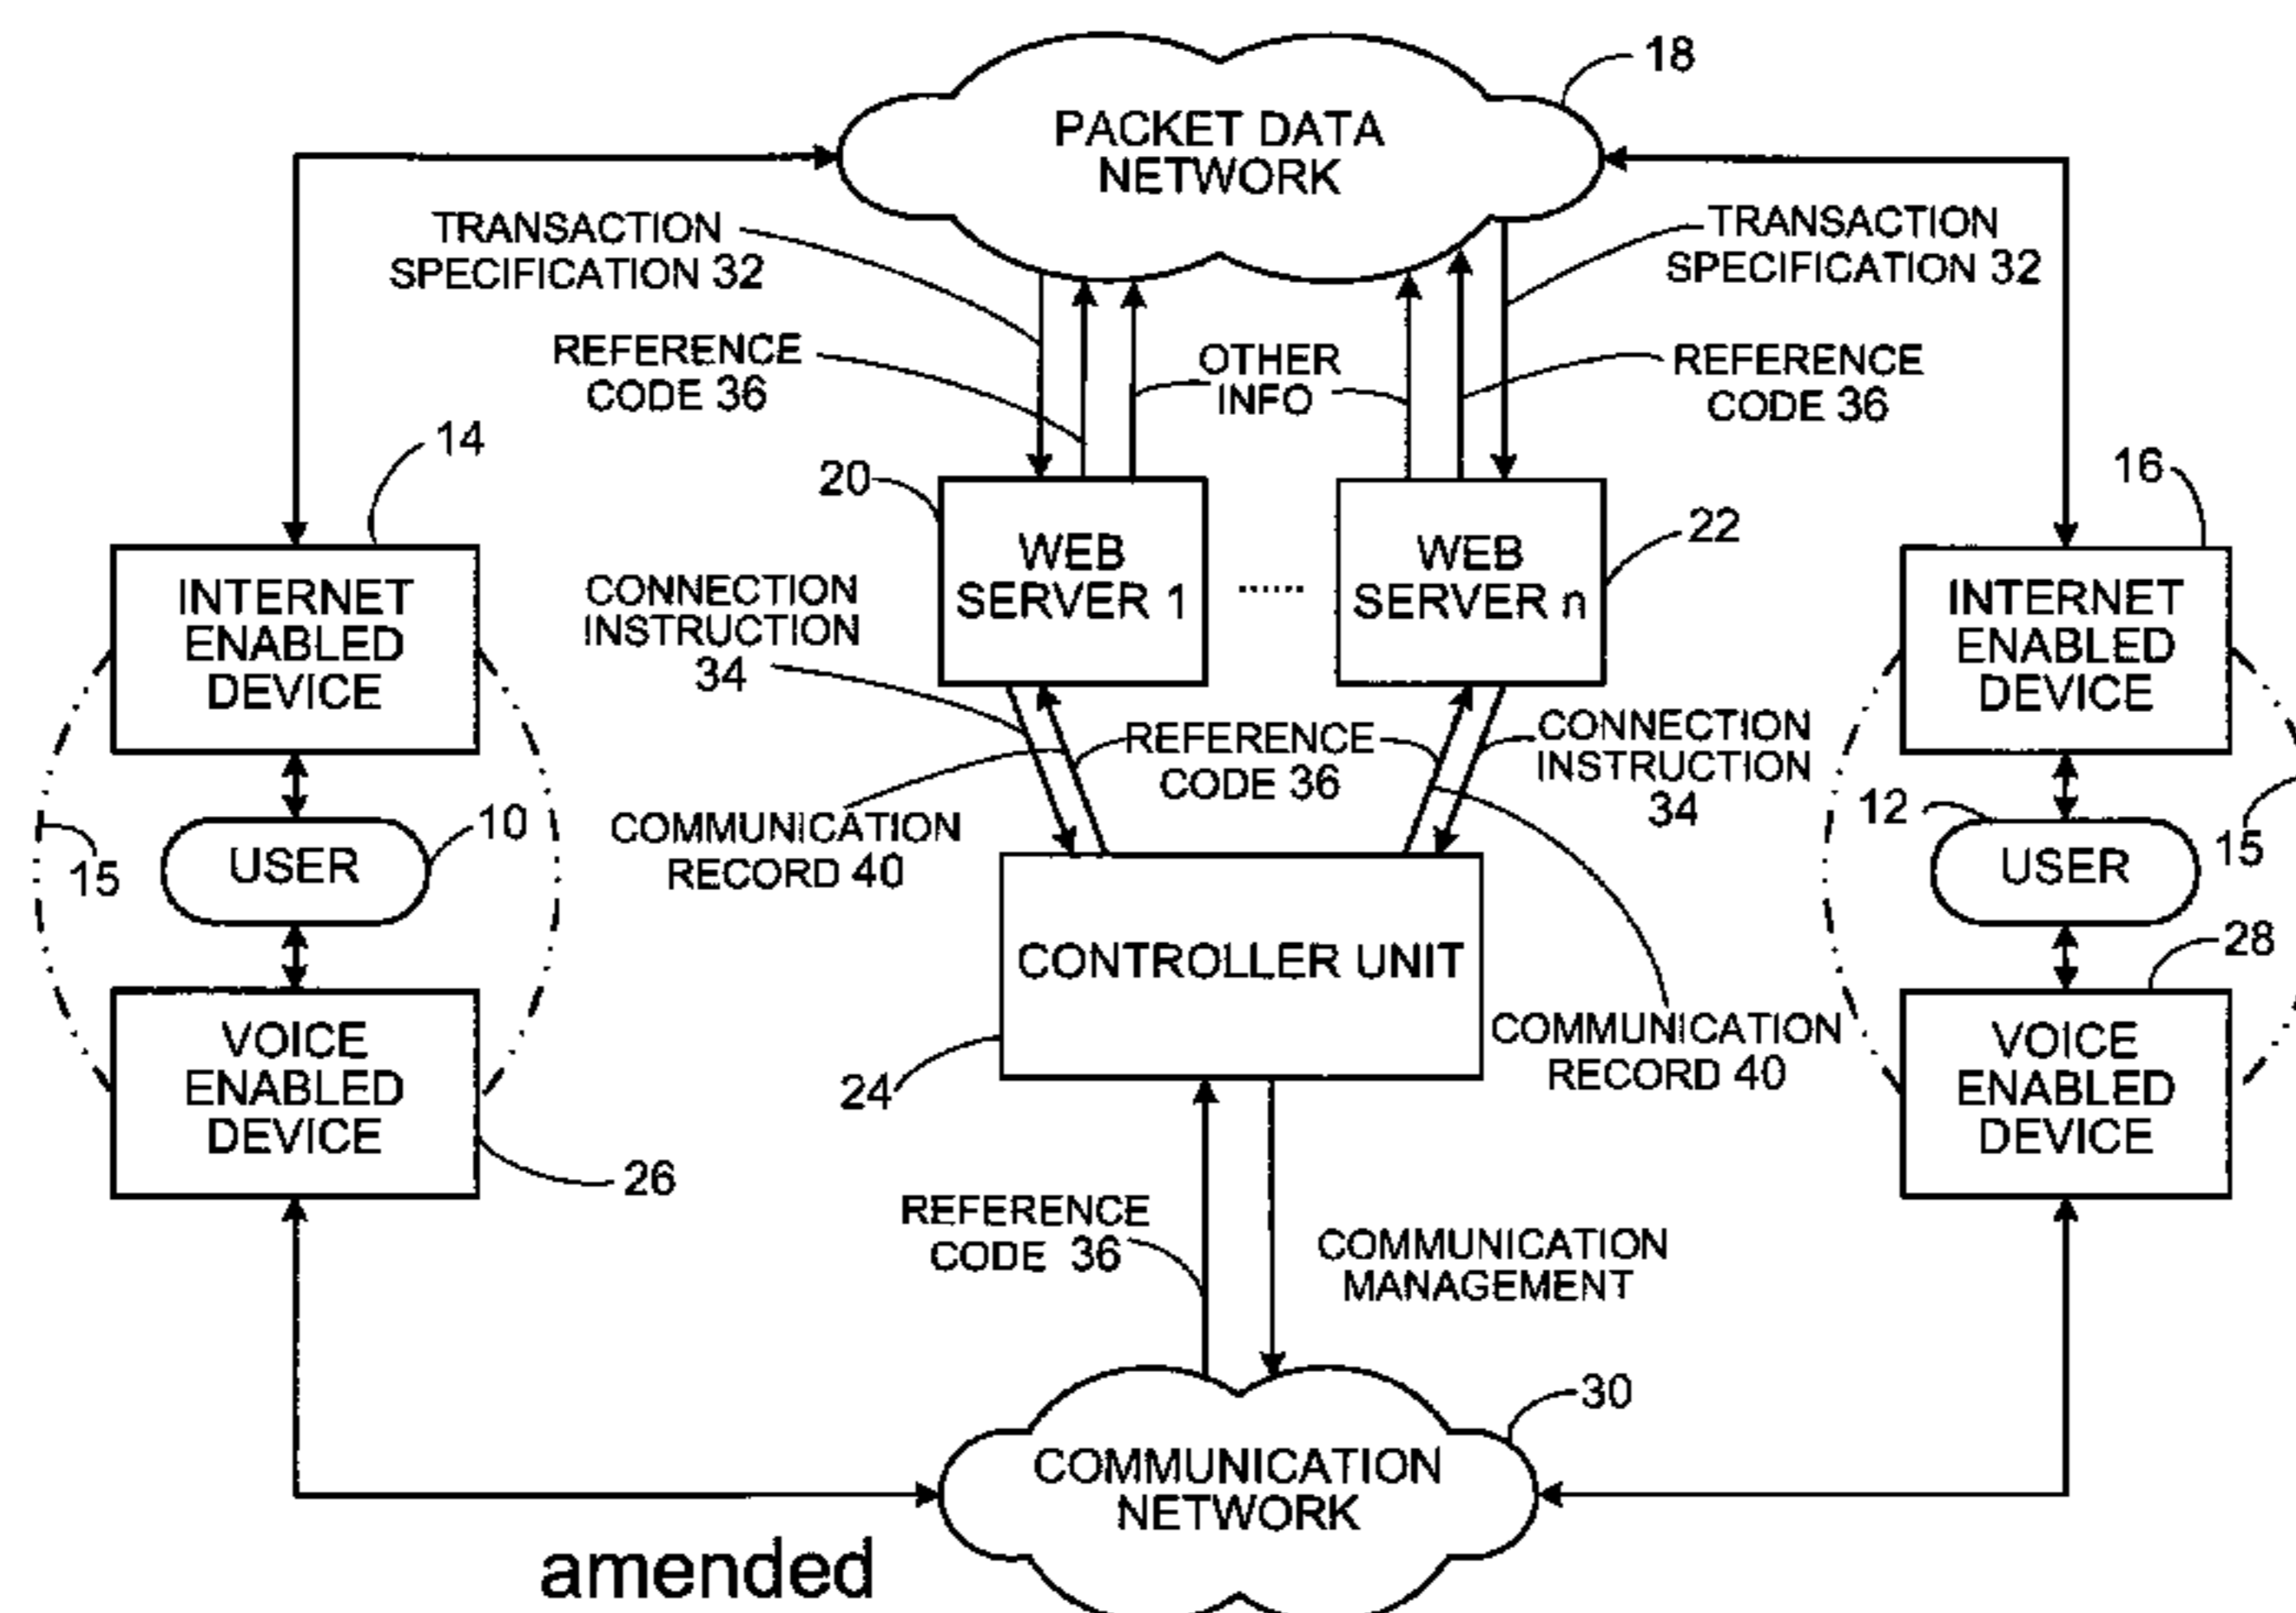 18
PACKET DATA
NETWORK
TRANSACTION
SPECIFICATION 32
TRANSACTION
SPECIFICATION 32
REFERENCE
CODE 36
OTHER
INFO
REFERENCE
CODE 36
14
20
16
22
INTERNET
ENABLED
DEVICE
CONNECTION
INSTRUCTION
34
WEB
SERVER 1
......
WEB
SERVER n
INTERNET
ENABLED
DEVICE
REFERENCE
CODE 36
CONNECTION
INSTRUCTION
34
10
12
15
USER
COMMUNICATION
RECORD 40
15
USER
CONTROLLER UNIT
28
VOICE
ENABLED
DEVICE
24
COMMUNICATION
RECORD 40
VOICE
ENABLED
DEVICE
26
REFERENCE
CODE 36
COMMUNICATION
MANAGEMENT
30
COMMUNICATION
NETWORK
amended